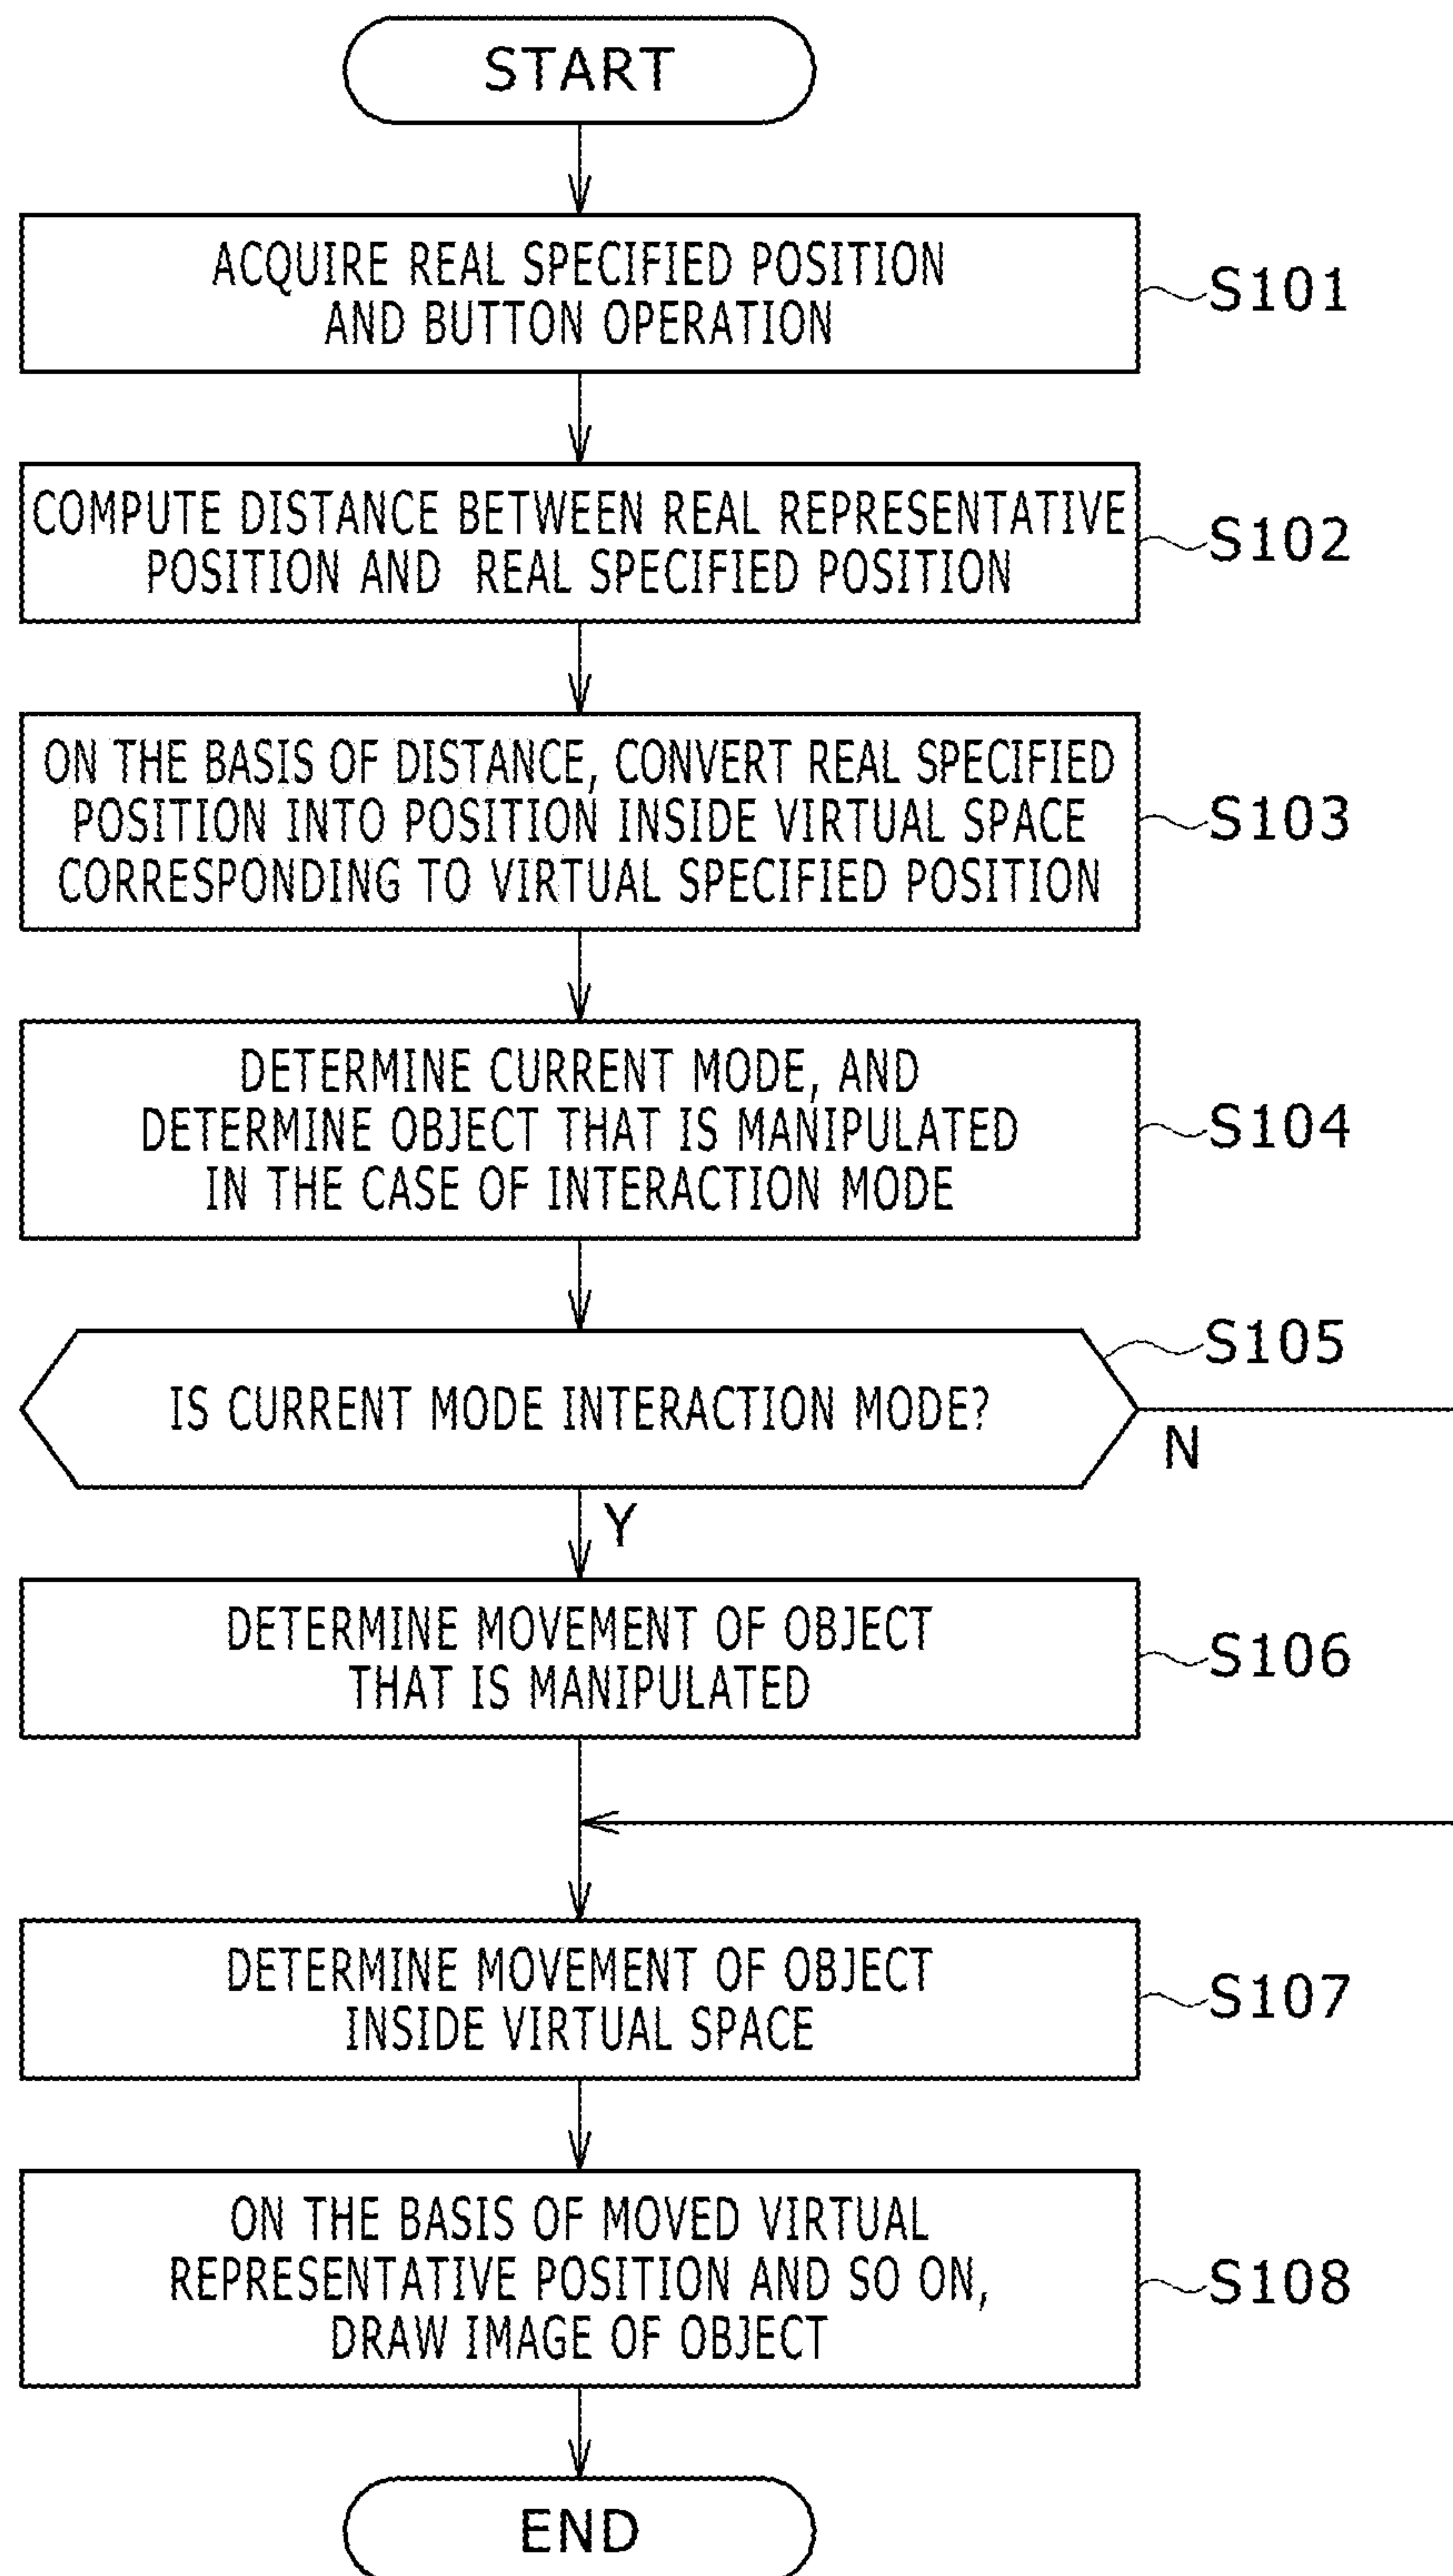 START
ACQUIRE REAL SPECIFIED POSITION
AND BUTTON OPERATION
S101
COMPUTE DISTANCE BETWEEN REAL REPRESENTATIVE
POSITION AND REAL SPECIFIED POSITION
S102
ON THE BASIS OF DISTANCE, CONVERT REAL SPECIFIED
POSITION INTO POSITION INSIDE VIRTUAL SPACE
CORRESPONDING TO VIRTUAL SPECIFIED POSITION
S103
DETERMINE CURRENT MODE, AND
DETERMINE OBJECT THAT IS MANIPULATED
IN THE CASE OF INTERACTION MODE
S104
S105
IS CURRENT MODE INTERACTION MODE?
N
Y
DETERMINE MOVEMENT OF OBJECT
THAT IS MANIPULATED
S106
DETERMINE MOVEMENT OF OBJECT
INSIDE VIRTUAL SPACE
S107
ON THE BASIS OF MOVED VIRTUAL
REPRESENTATIVE POSITION AND SO ON,
DRAW IMAGE OF OBJECT
S108
END